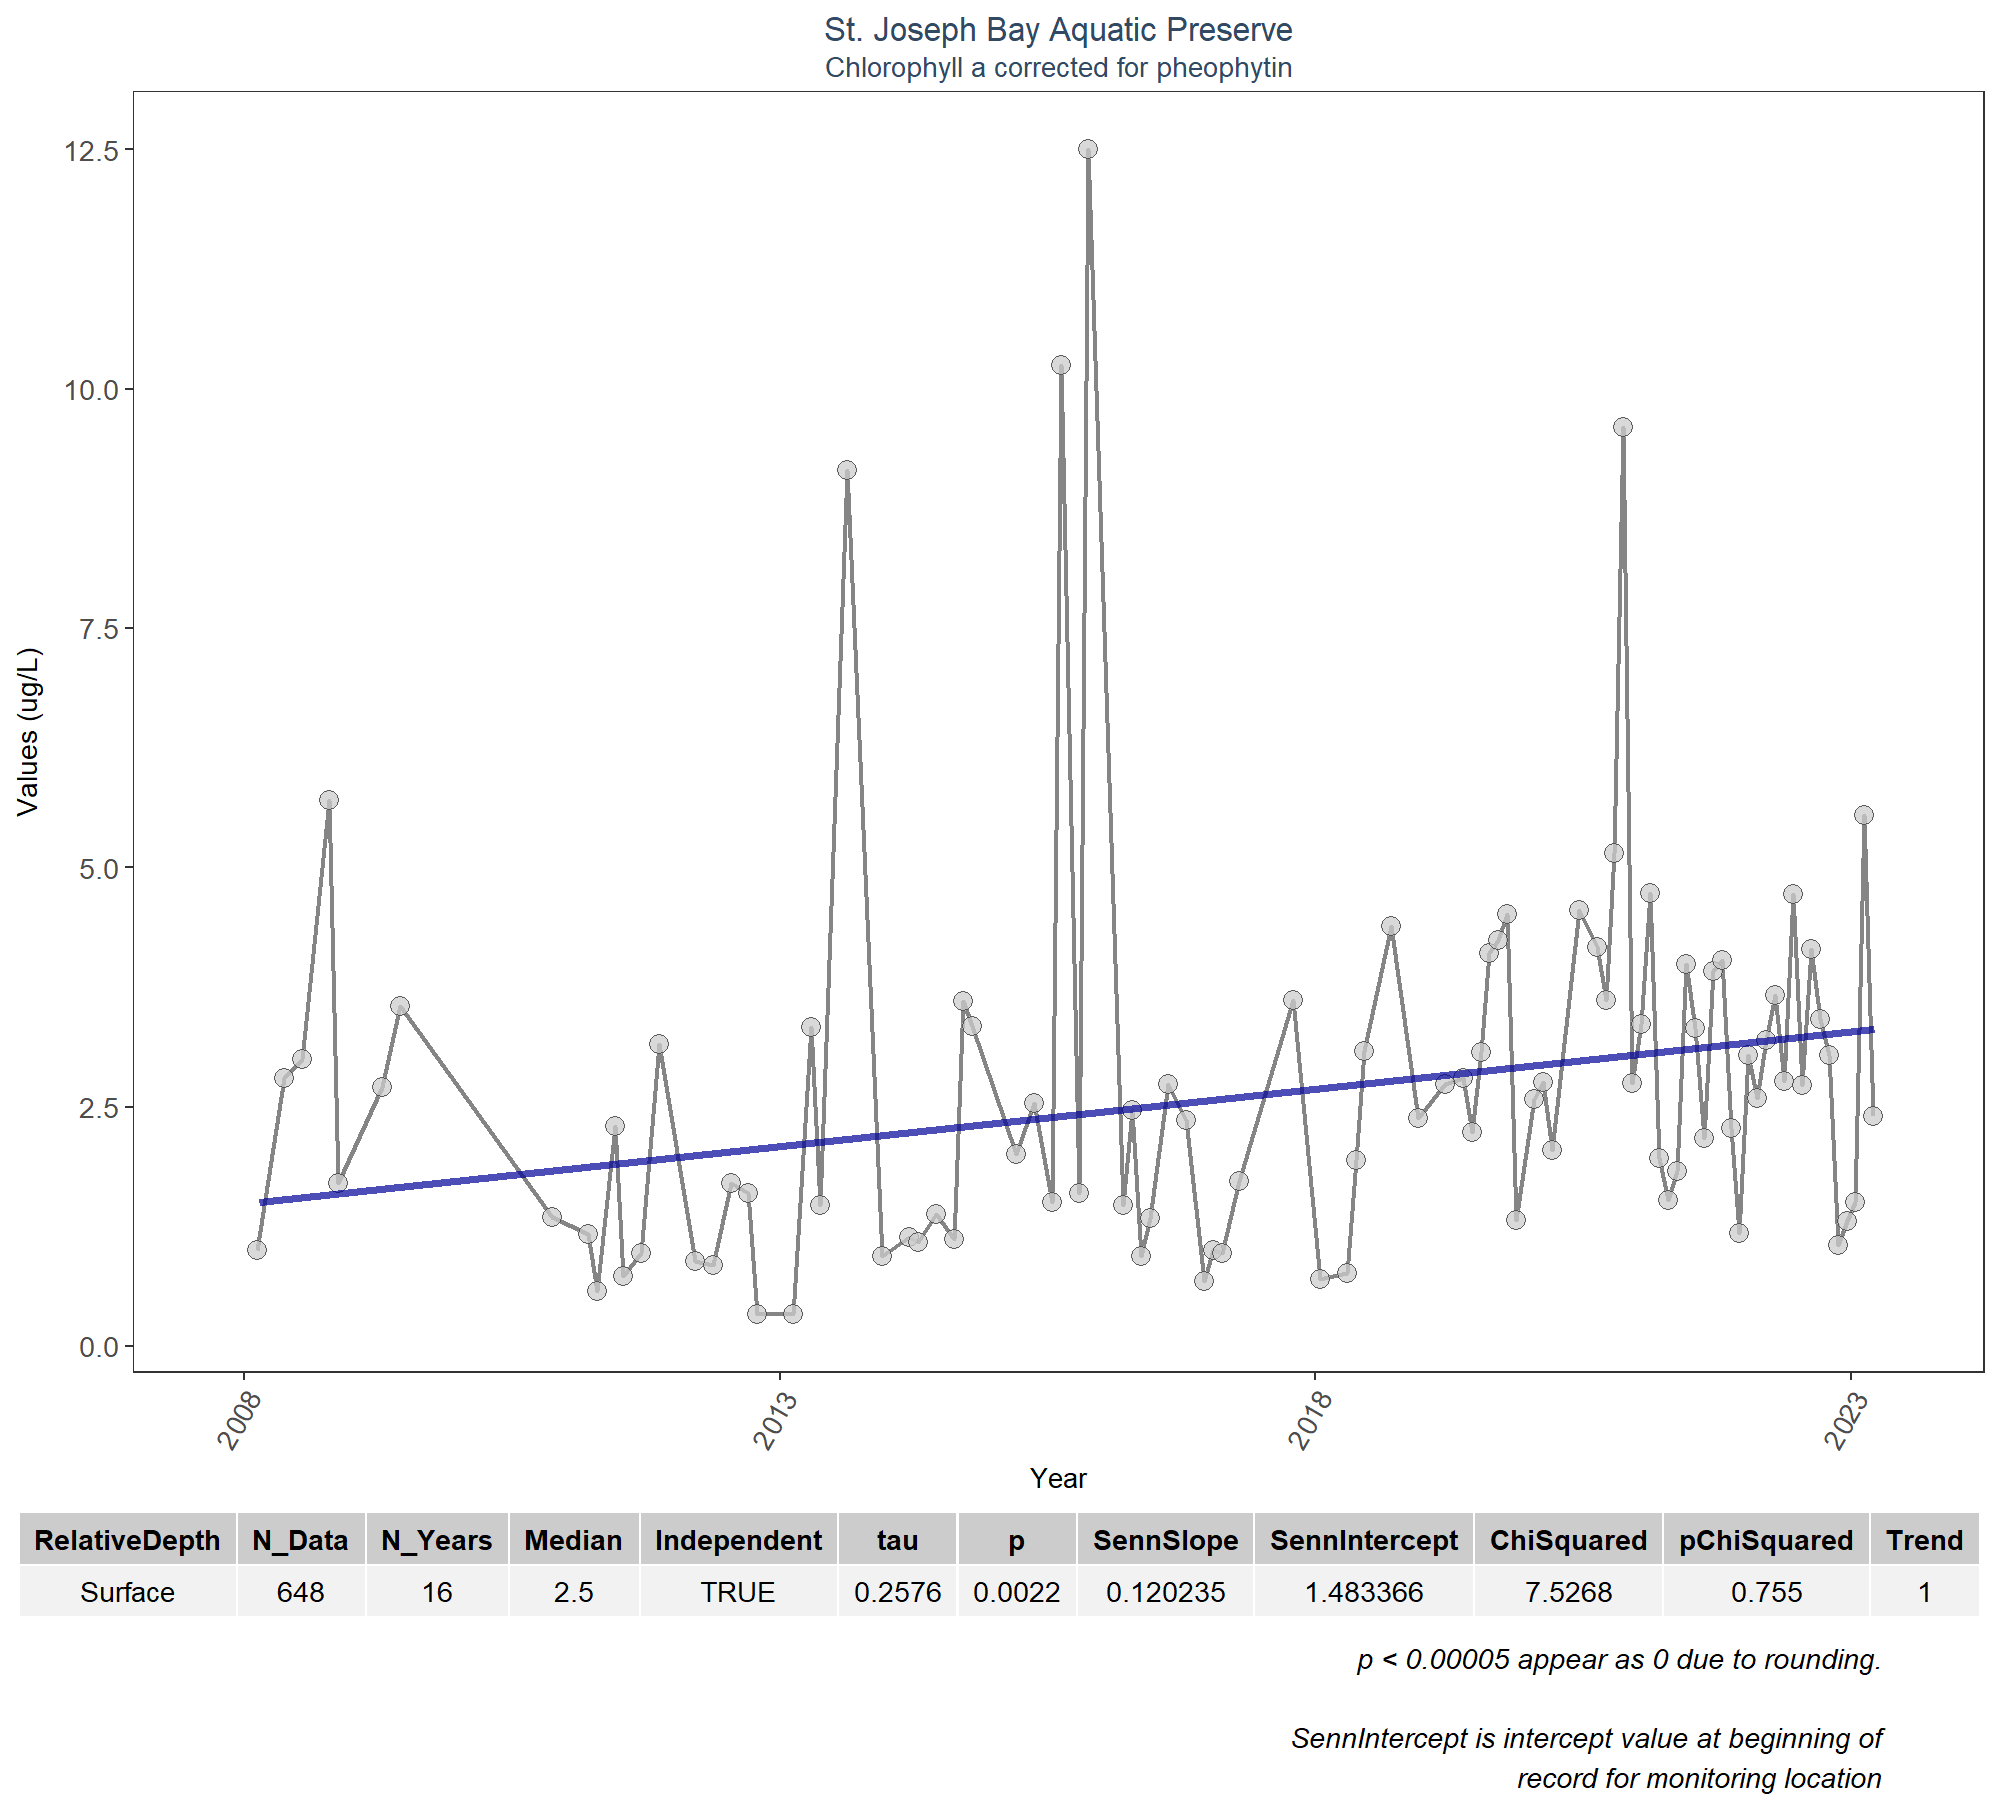 St. Joseph Bay Aquatic Preserve
Chlorophyll a corrected for pheophytin
12.5
10.0
7.5
5.0
2.5
0.0
Values (ug/L)
2008 2013 2018 2023
Year
RelativeDepth N_Data N_Years Median Independent tau p SennSlope SennIntercept ChiSquared pChiSquared Trend
Surface 648 16 2.5 TRUE 0.2576 0.0022 0.120235 1.483366 7.5268 0.755 1
p < 0.00005 appear as 0 due to rounding.
SennIntercept is intercept value at beginning of
record for monitoring location